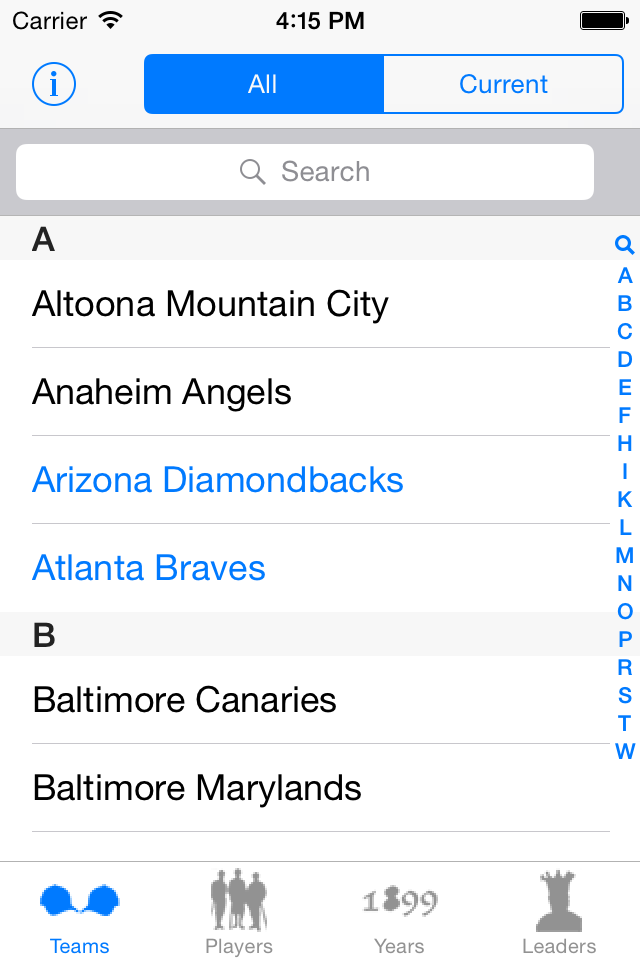 Carrier 4:15 PM
i All Current
Search
A
Altoona Mountain City
Anaheim Angels
Arizona Diamondbacks
Atlanta Braves
B
Baltimore Canaries
Baltimore Marylands
A
B
C
D
E
F
H
I
K
L
M
N
O
P
R
S
T
W
1899
Teams Players Years Leaders